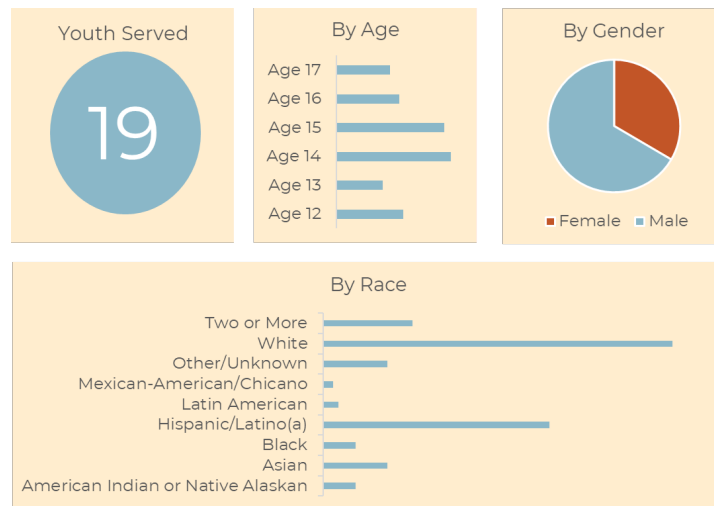 Youth Served
19
By Age
Age 17
Age 16
Age 15
Age 14
Age 13
Age 12
By Gender
Female Male
By Race
Two or More
White
Other/Unknown
Mexican-American/Chicano
Latin American
Hispanic/Latino(a)
Black
Asian
American Indian or Native Alaskan